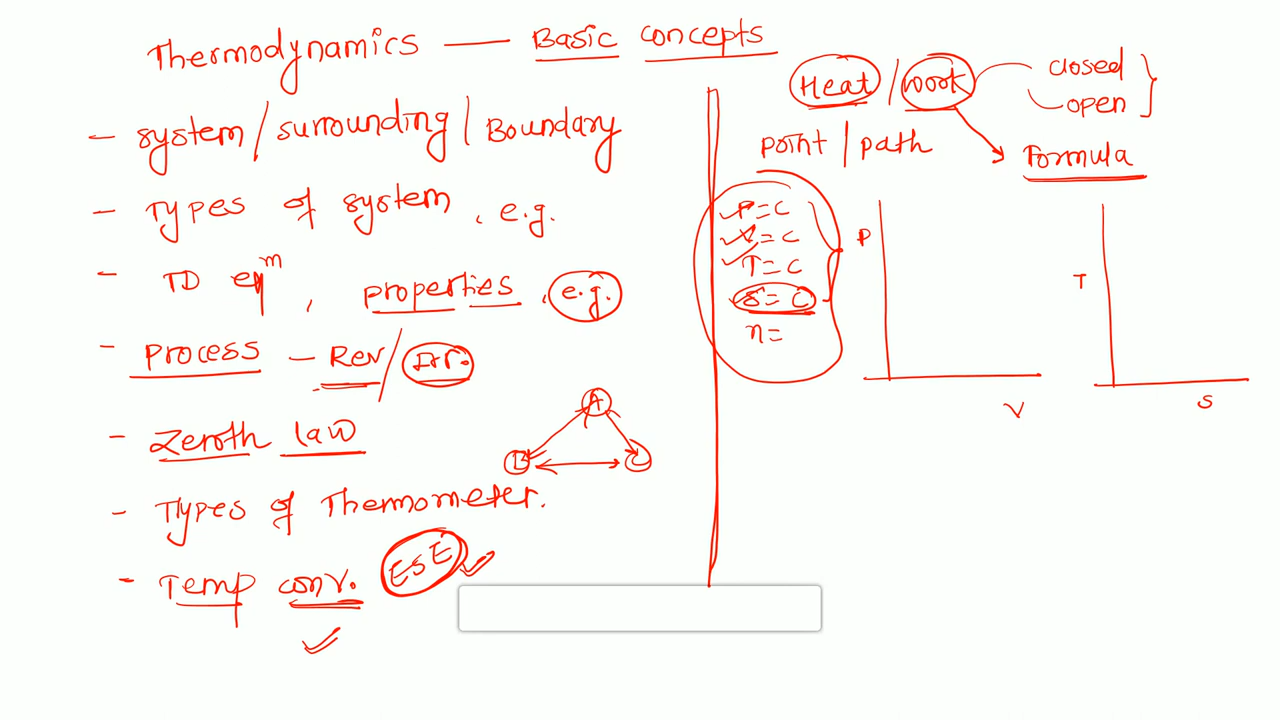 Thermodynamics — Basic concepts
- system / surrounding / Boundary
- Types of system, e.g.
- TD eqm, properties, e.g.
- Process - Rev / Irr.
- Zeroth law
A
B C
- Types of Thermometer.
- Temp conv. ESE
Heat / Work closed
open
point / path Formula
P = C
V = C
T = C
S = C
n =
P
V
T
S